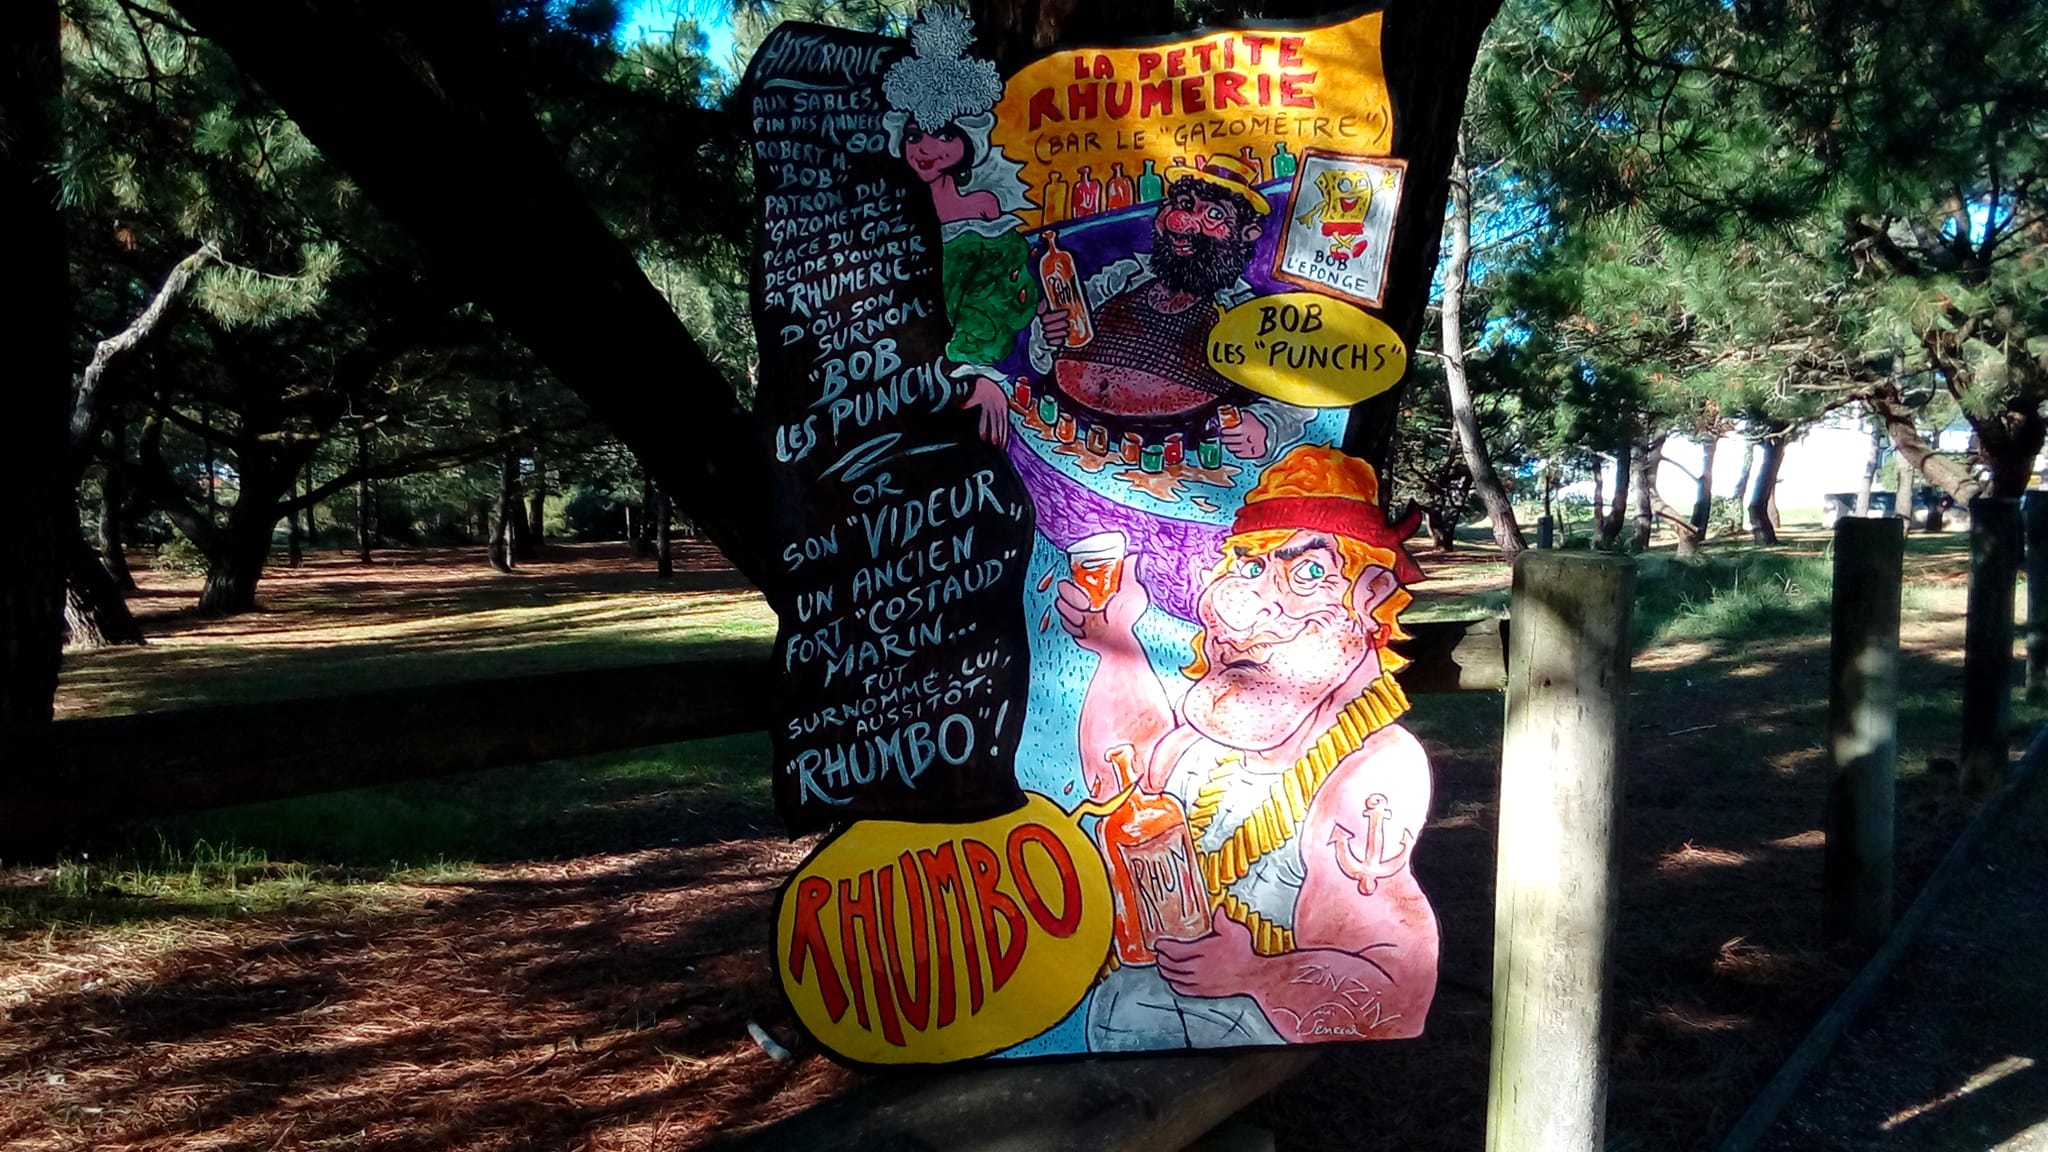 HISTORIQUE
AUX SABLES,
FIN DES ANNÉES
80
ROBERT H.
"BOB",
PATRON DU
"GAZOMÈTRE",
PLACE DU GAZ,
DÉCIDE D'OUVRIR
SA RHUMERIE"...
D'OÙ SON
SURNOM:
"BOB
LES PUNCHS"
OR
SON "VIDEUR",
UN ANCIEN
FORT "COSTAUD"
MARIN...
FÛT
SURNOMMÉ, LUI,
AUSSITÔT:
"RHUMBO"!
LA PETITE
RHUMERIE
(BAR LE "GAZOMÈTRE")
BOB
L'EPONGE
BOB
LES "PUNCHS"
RHUM
RHUMBO
RHUM
ZINZIN
Senecal